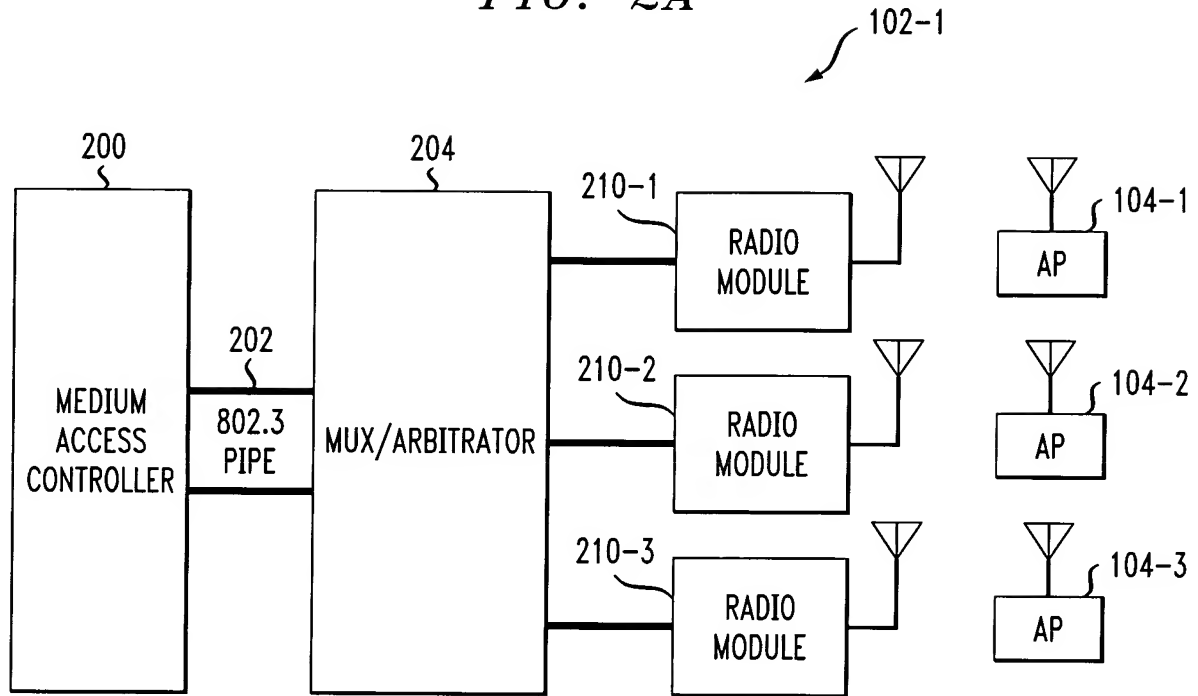 FIG. 2A
102-1
200
204
210-1
RADIO
MODULE
104-1
AP
202
802.3
PIPE
MEDIUM
ACCESS
CONTROLLER
MUX/ARBITRATOR
210-2
RADIO
MODULE
104-2
AP
210-3
RADIO
MODULE
104-3
AP